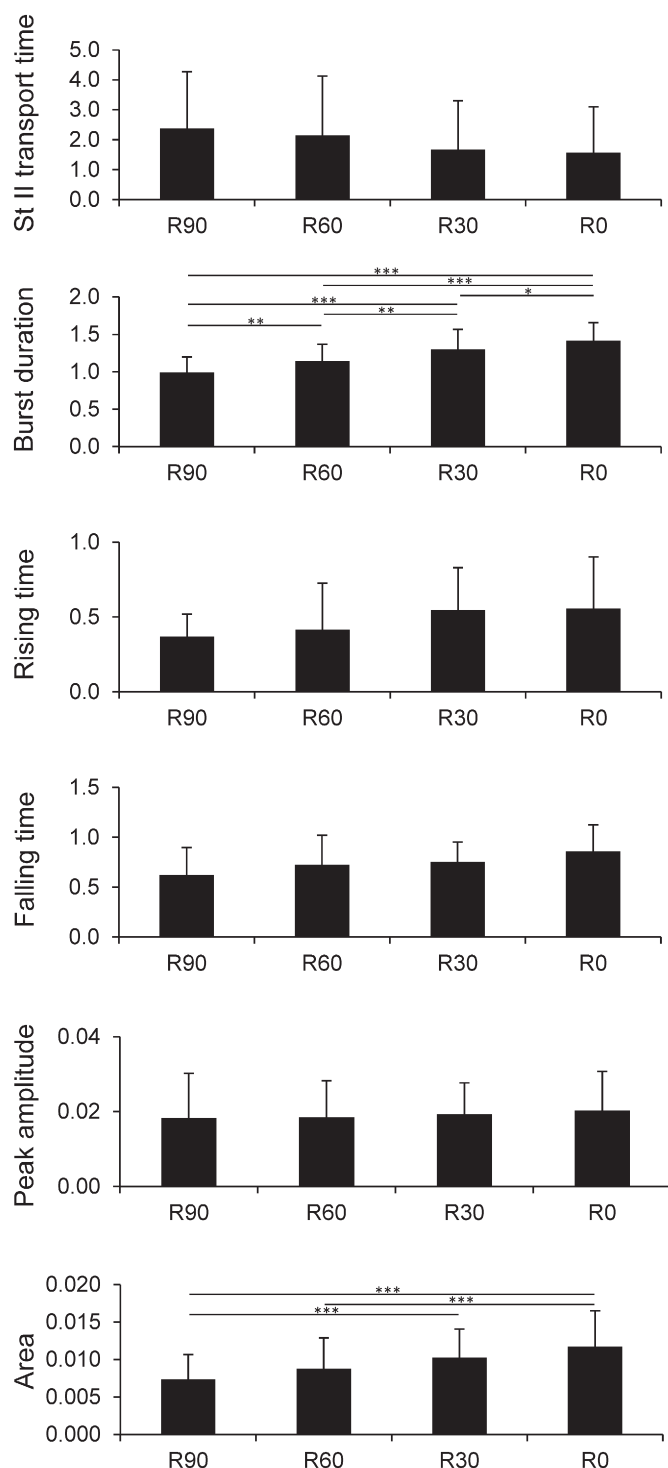 St II transport time
5.0
4.0
3.0
2.0
1.0
0.0
R90 R60 R30 R0
Burst duration
***
***
*
***
**
**
2.0
1.5
1.0
0.5
0.0
R90 R60 R30 R0
Rising time
1.0
0.5
0.0
R90 R60 R30 R0
Falling time
1.5
1.0
0.5
0.0
R90 R60 R30 R0
Peak amplitude
0.04
0.02
0.00
R90 R60 R30 R0
Area
***
***
***
0.020
0.015
0.010
0.005
0.000
R90 R60 R30 R0